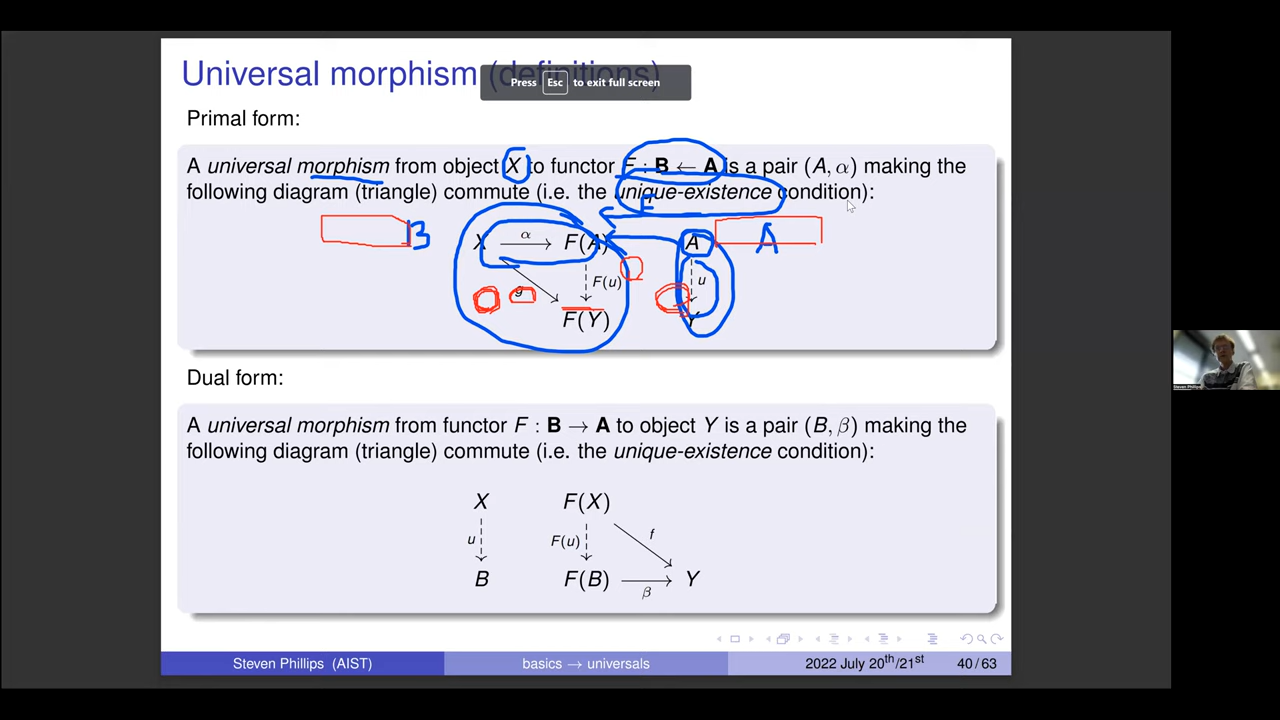 Universal morphism (definitions)
Press Esc to exit full screen
Primal form:
A universal morphism from object X to functor F : B ← A is a pair (A, α) making the
following diagram (triangle) commute (i.e. the unique-existence condition):
F
B X α F(A) A A
g F(u) u
F(Y) Y
Dual form:
A universal morphism from functor F : B → A to object Y is a pair (B, β) making the
following diagram (triangle) commute (i.e. the unique-existence condition):
X F(X)
u F(u) f
B F(B) β Y
Steven Phillips (AIST) basics → universals 2022 July 20th/21st 40 / 63
Steven Phillips